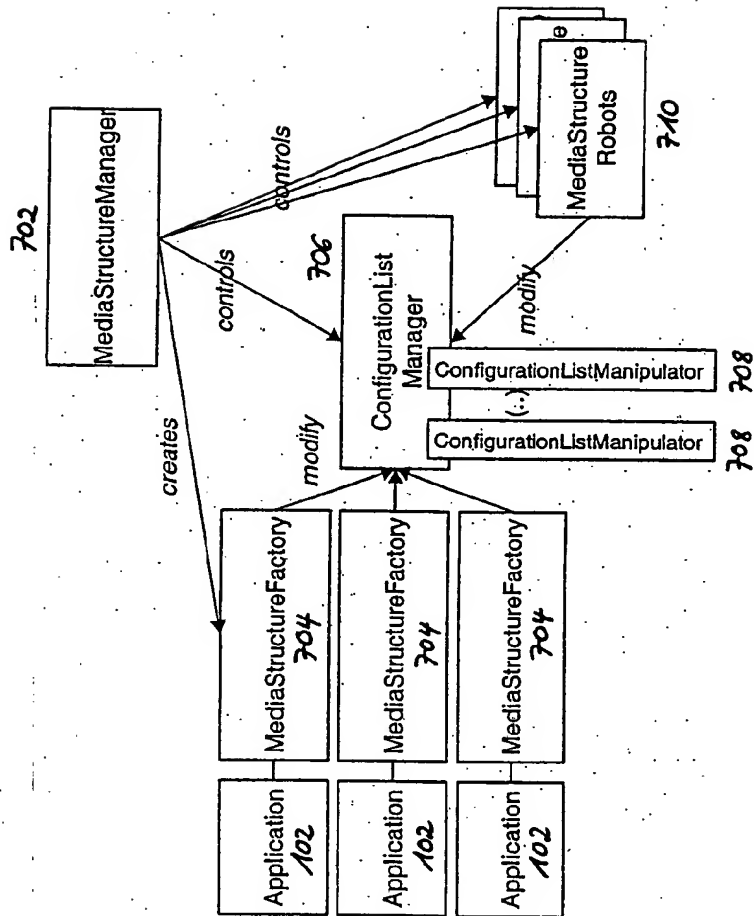 702
MediaStructureManager
creates
controls
controls
Application
102
MediaStructureFactory
704
modify
706
Application
102
MediaStructureFactory
704
ConfigurationList
Manager
Application
102
MediaStructureFactory
704
ConfigurationListManipulator
708
(..)
ConfigurationListManipulator
708
modify
MediaStructure
Robots
710